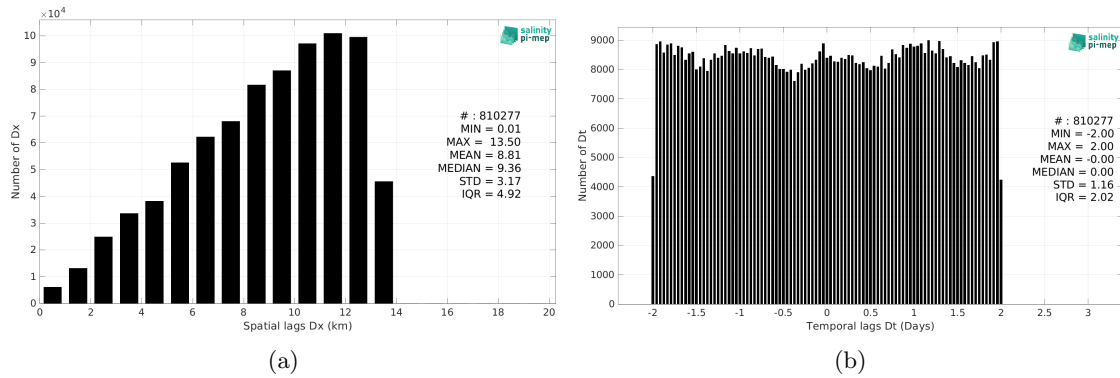 ×10⁴
10
9
8
7
6
5
4
3
2
1
0
Number of Dx
0 2 4 6 8 10 12 14 16 18 20
Spatial lags Dx (km)
salinity
pi-mep
# : 810277
MIN = 0.01
MAX = 13.50
MEAN = 8.81
MEDIAN = 9.36
STD = 3.17
IQR = 4.92
(a)
9000
8000
7000
6000
5000
4000
3000
2000
1000
0
Number of Dt
-2 -1.5 -1 -0.5 0 0.5 1 1.5 2 2.5 3
Temporal lags Dt (Days)
salinity
pi-mep
# : 810277
MIN = -2.00
MAX = 2.00
MEAN = -0.00
MEDIAN = 0.00
STD = 1.16
IQR = 2.02
(b)